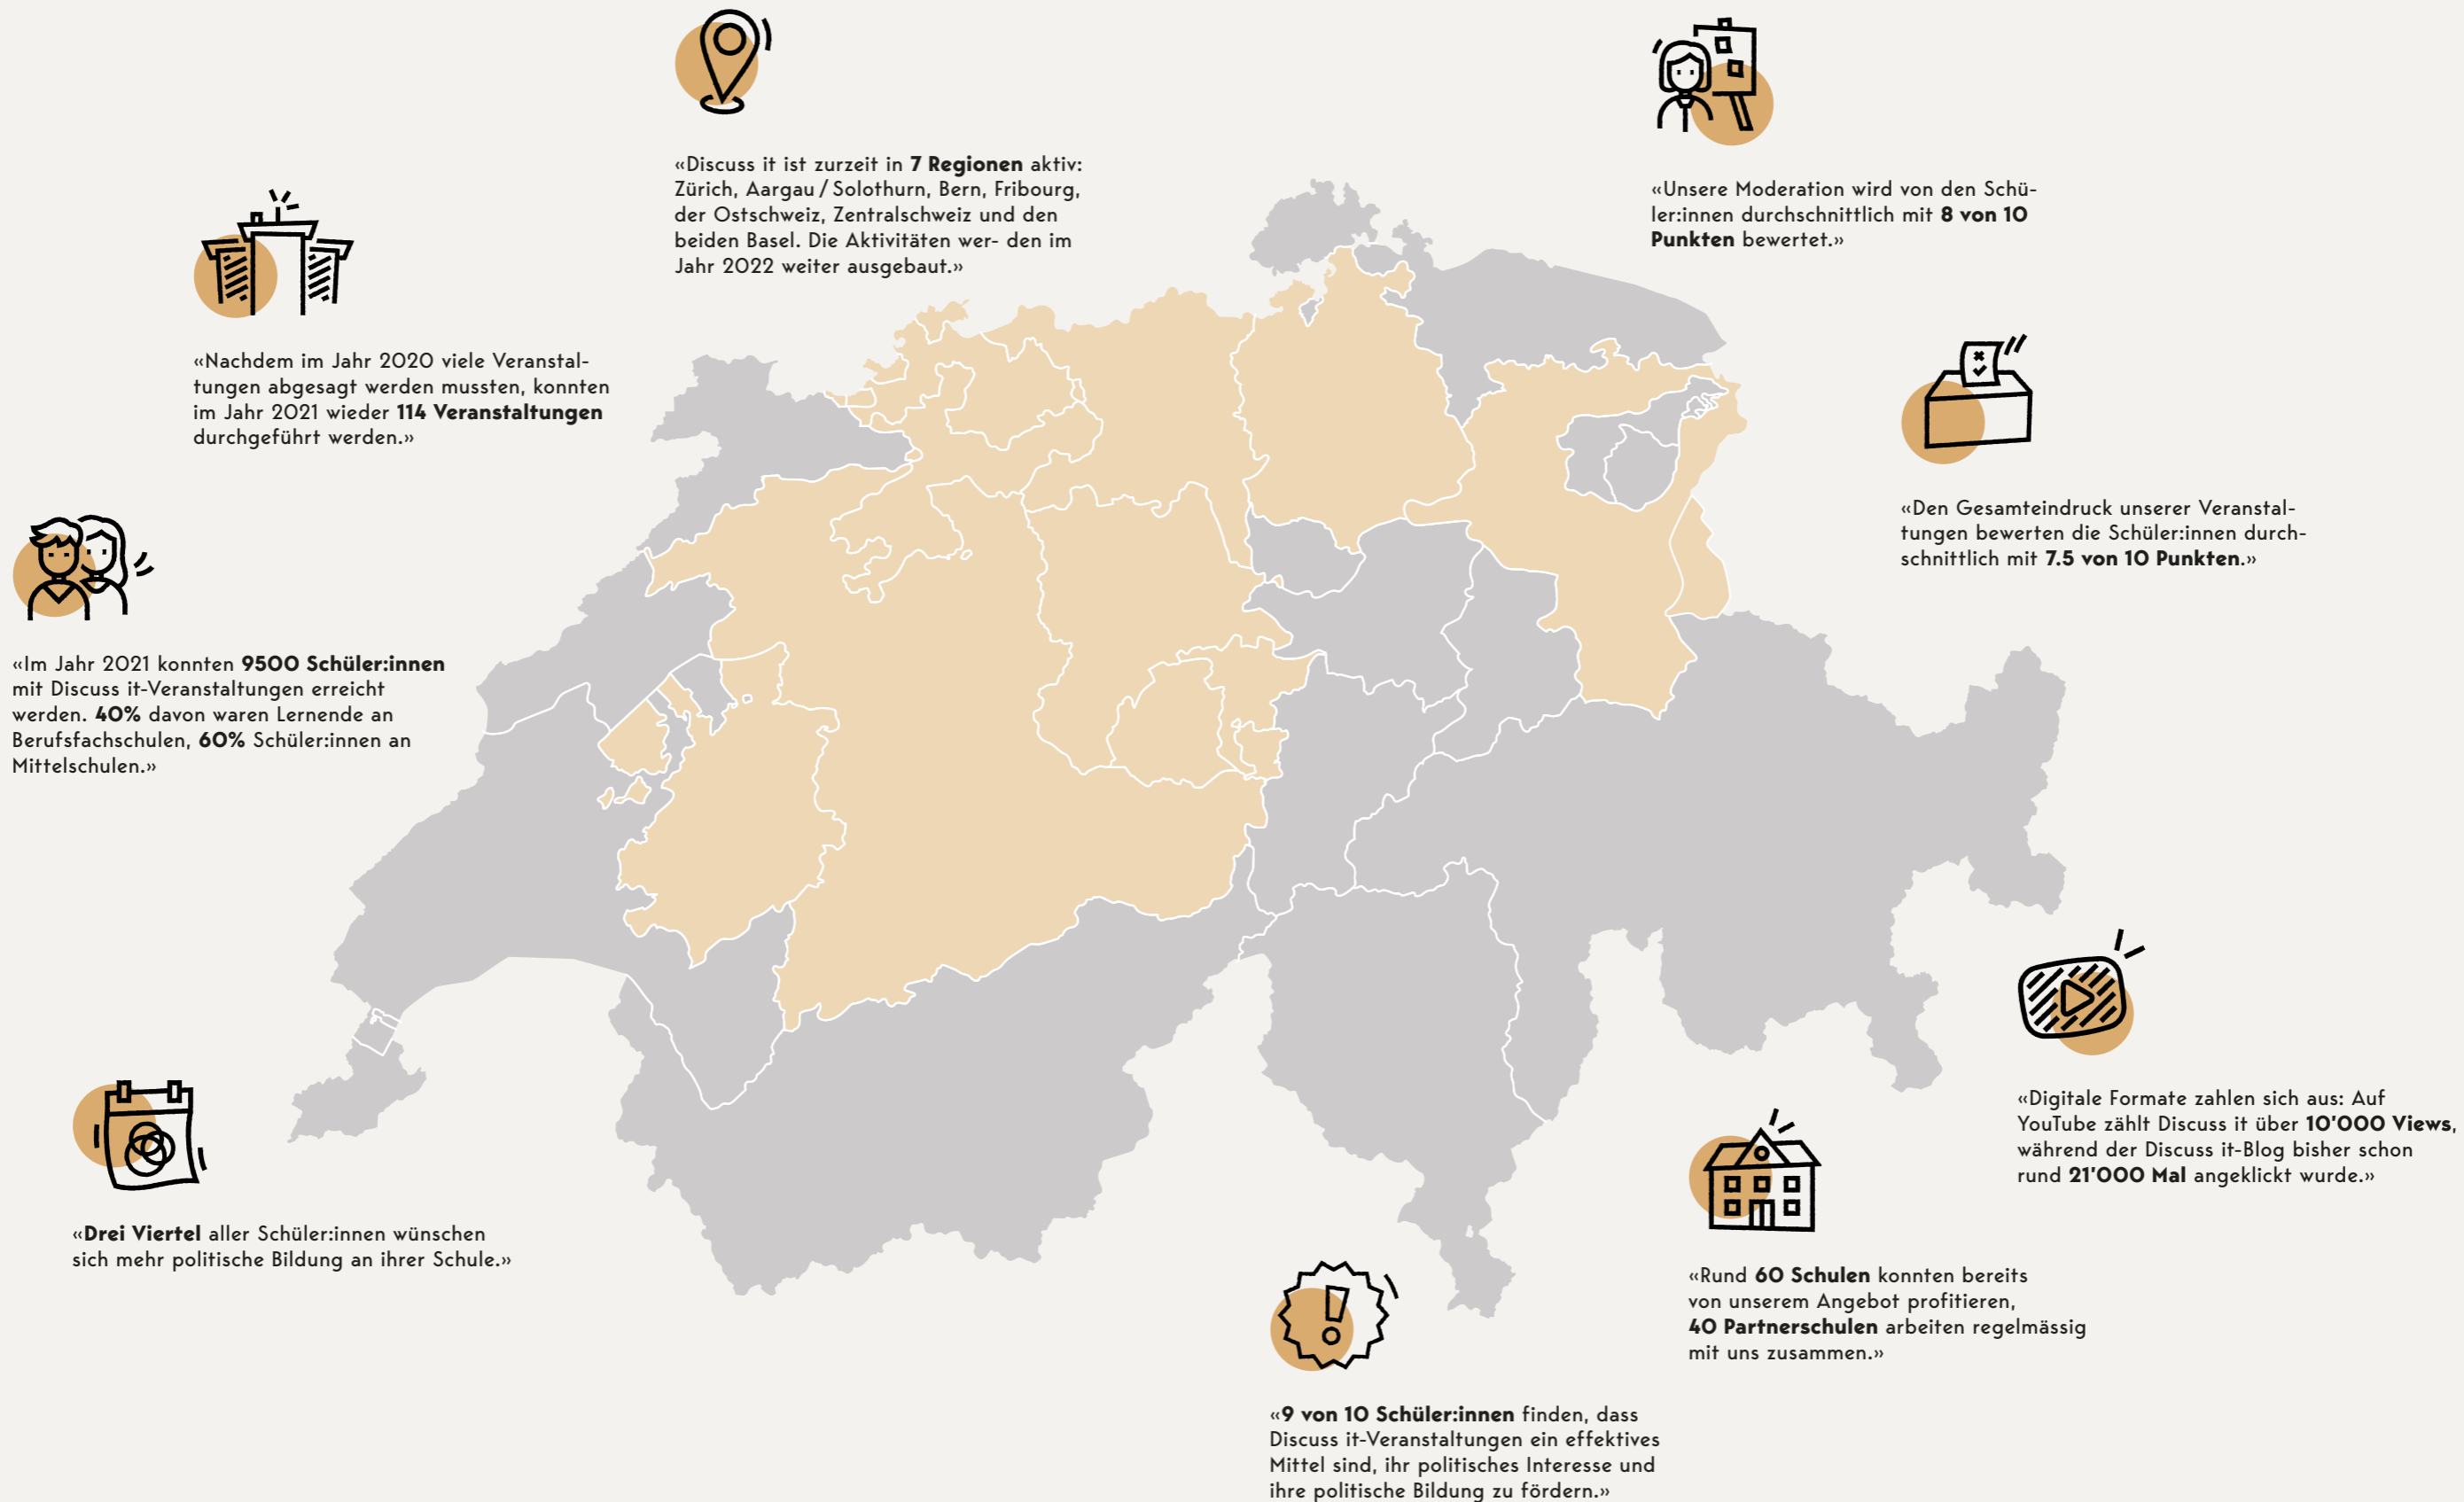 «Discuss it ist zurzeit in 7 Regionen aktiv:
Zürich, Aargau / Solothurn, Bern, Fribourg,
der Ostschweiz, Zentralschweiz und den
beiden Basel. Die Aktivitäten wer- den im
Jahr 2022 weiter ausgebaut.»
«Unsere Moderation wird von den Schü-
ler:innen durchschnittlich mit 8 von 10
Punkten bewertet.»
«Nachdem im Jahr 2020 viele Veranstal-
tungen abgesagt werden mussten, konnten
im Jahr 2021 wieder 114 Veranstaltungen
durchgeführt werden.»
«Den Gesamteindruck unserer Veranstal-
tungen bewerten die Schüler:innen durch-
schnittlich mit 7.5 von 10 Punkten.»
«Im Jahr 2021 konnten 9500 Schüler:innen
mit Discuss it-Veranstaltungen erreicht
werden. 40% davon waren Lernende an
Berufsfachschulen, 60% Schüler:innen an
Mittelschulen.»
«Digitale Formate zahlen sich aus: Auf
YouTube zählt Discuss it über 10'000 Views,
während der Discuss it-Blog bisher schon
rund 21'000 Mal angeklickt wurde.»
«Drei Viertel aller Schüler:innen wünschen
sich mehr politische Bildung an ihrer Schule.»
«Rund 60 Schulen konnten bereits
von unserem Angebot profitieren,
40 Partnerschulen arbeiten regelmässig
mit uns zusammen.»
«9 von 10 Schüler:innen finden, dass
Discuss it-Veranstaltungen ein effektives
Mittel sind, ihr politisches Interesse und
ihre politische Bildung zu fördern.»